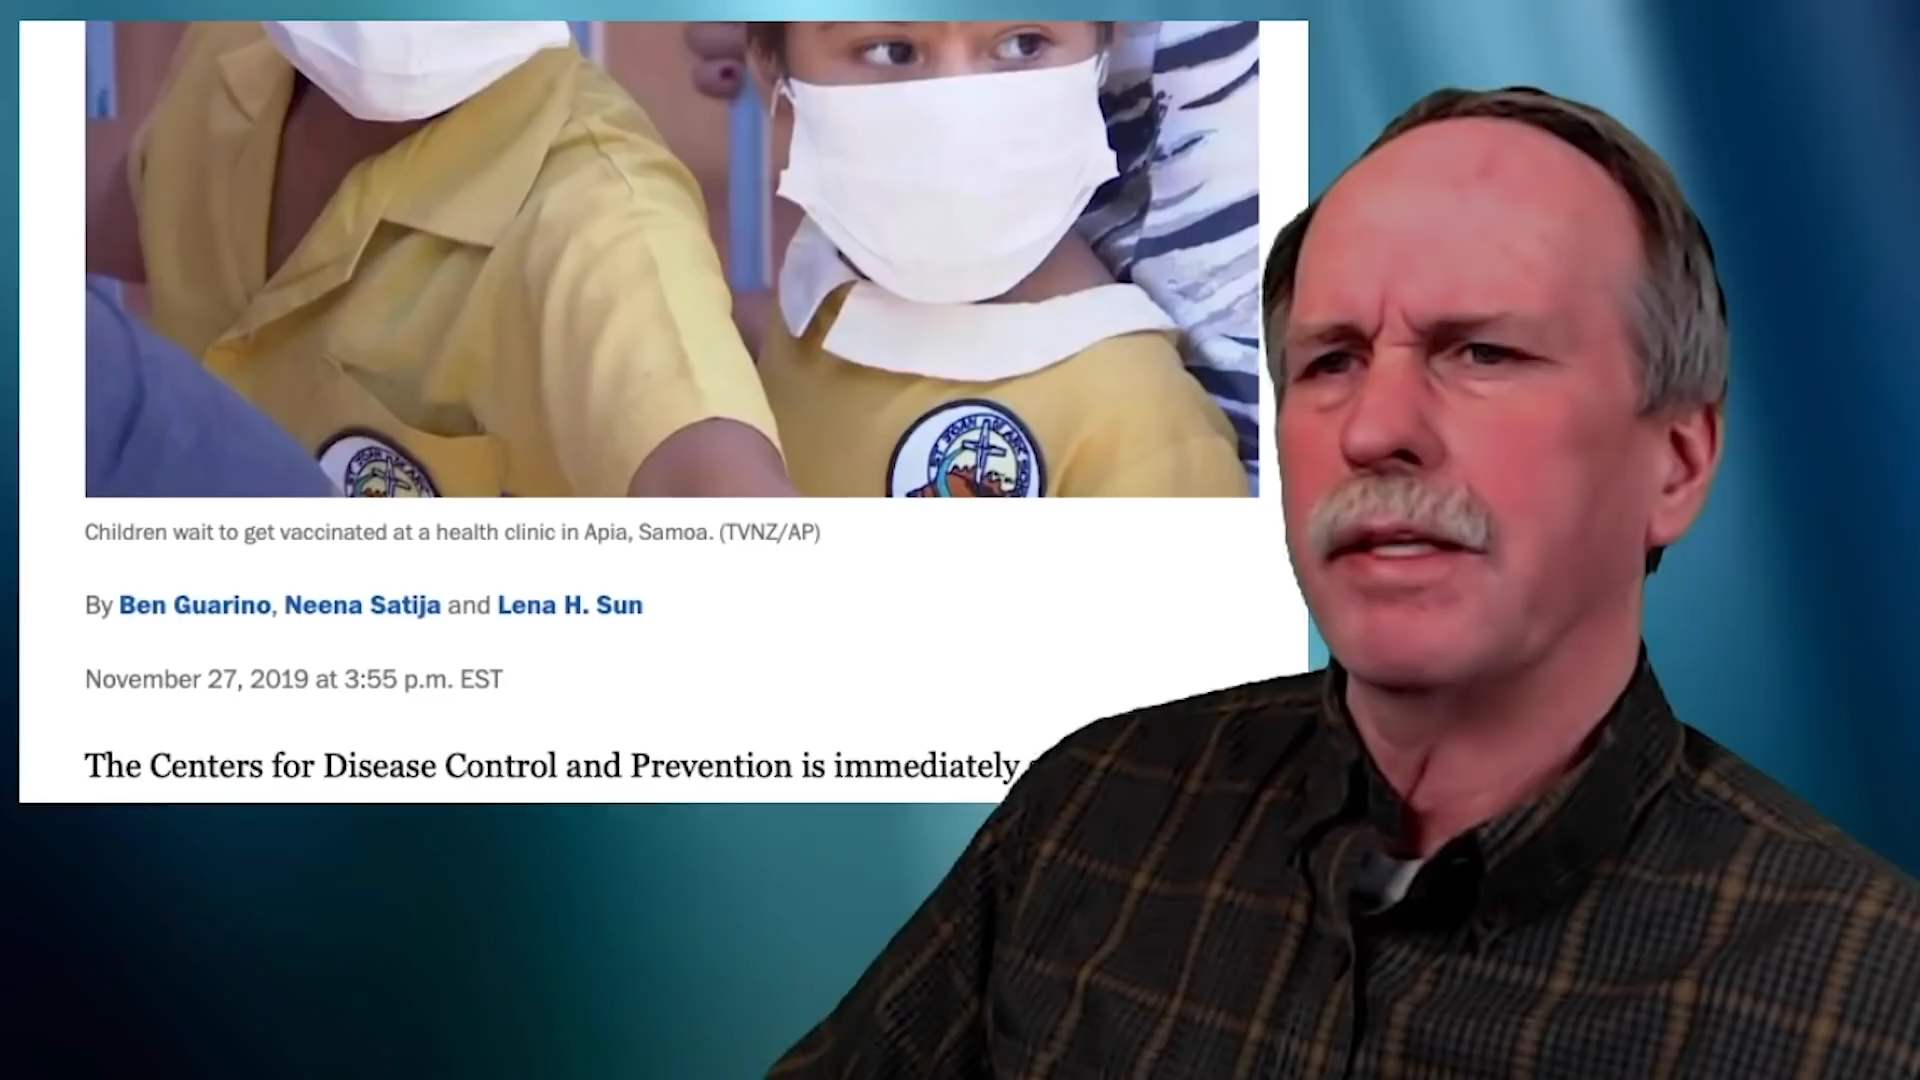 Children wait to get vaccinated at a health clinic in Apia, Samoa. (TVNZ/AP)
By Ben Guarino, Neena Satija and Lena H. Sun
November 27, 2019 at 3:55 p.m. EST
The Centers for Disease Control and Prevention is immediately